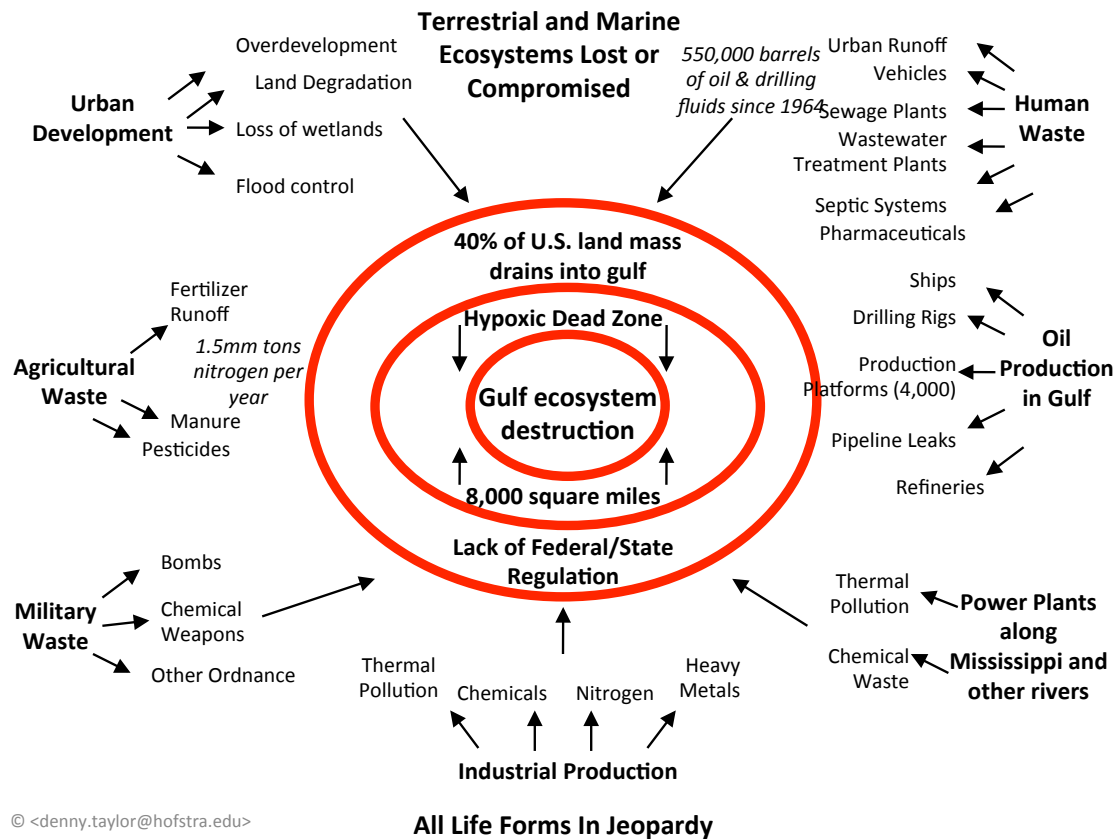 Terrestrial and Marine
Ecosystems Lost or
Compromised
Overdevelopment
Land Degradation
Urban
Development
Loss of wetlands
Flood control
550,000 barrels
of oil & drilling
fluids since 1964
Urban Runoff
Vehicles
Sewage Plants
Wastewater
Treatment Plants
Septic Systems
Pharmaceuticals
Human
Waste
40% of U.S. land mass
drains into gulf
Hypoxic Dead Zone
Gulf ecosystem
destruction
8,000 square miles
Lack of Federal/State
Regulation
Fertilizer
Runoff
1.5mm tons
nitrogen per
year
Agricultural
Waste
Manure
Pesticides
Ships
Drilling Rigs
Production
Platforms (4,000)
Pipeline Leaks
Refineries
Oil
Production
in Gulf
Bombs
Military
Waste
Chemical
Weapons
Other Ordnance
Thermal
Pollution
Chemicals
Nitrogen
Heavy
Metals
Industrial Production
Thermal
Pollution
Chemical
Waste
Power Plants
along
Mississippi and
other rivers
© <denny.taylor@hofstra.edu>
All Life Forms In Jeopardy